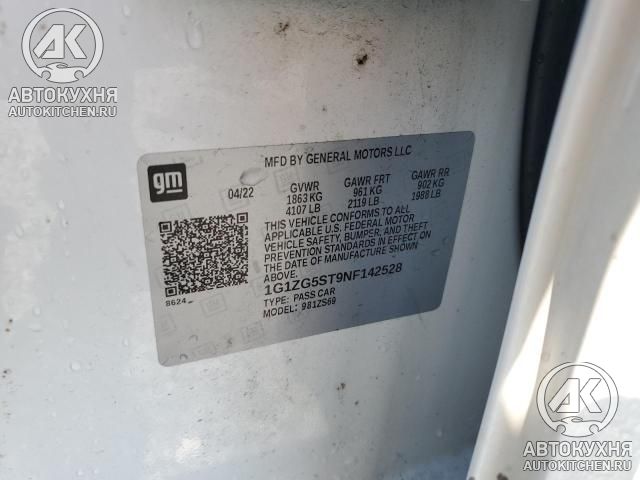 AK
АВТОКУХНЯ
AUTOKITCHEN.RU
gm
MFD BY GENERAL MOTORS LLC
04/22
GVWR
1863 KG
4107 LB
GAWR FRT
961 KG
2119 LB
GAWR RR
902 KG
1988 LB
THIS VEHICLE CONFORMS TO ALL
APPLICABLE U.S. FEDERAL MOTOR
VEHICLE SAFETY, BUMPER, AND THEFT
PREVENTION STANDARDS IN EFFECT ON
THE DATE OF MANUFACTURE SHOWN
ABOVE.
1G1ZG5ST9NF142528
TYPE: PASS CAR
MODEL: 981ZS69
8624
AK
АВТОКУХНЯ
AUTOKITCHEN.RU